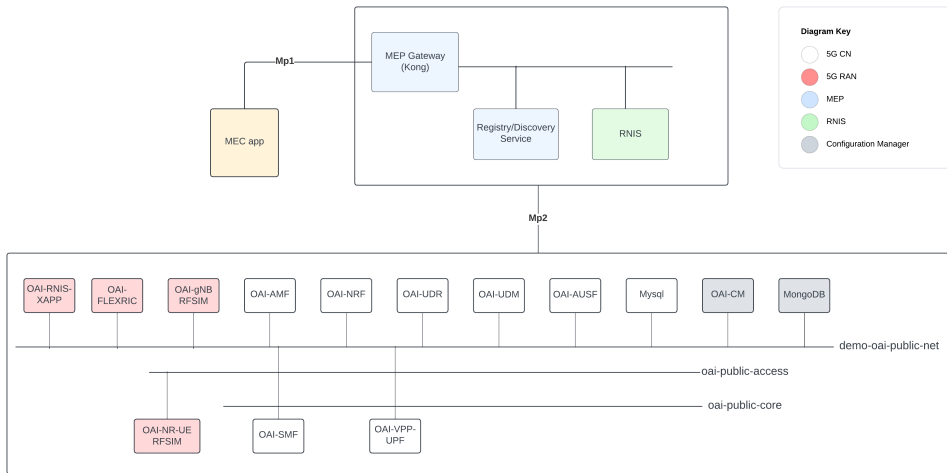 Diagram Key
5G CN
5G RAN
MEP
RNIS
Configuration Manager
MEP Gateway
(Kong)
Mp1
MEC app
Registry/Discovery
Service
RNIS
Mp2
OAI-RNIS-
XAPP
OAI-
FLEXRIC
OAI-gNB
RFSIM
OAI-AMF
OAI-NRF
OAI-UDR
OAI-UDM
OAI-AUSF
Mysql
OAI-CM
MongoDB
demo-oai-public-net
oai-public-access
oai-public-core
OAI-NR-UE
RFSIM
OAI-SMF
OAI-VPP-
UPF